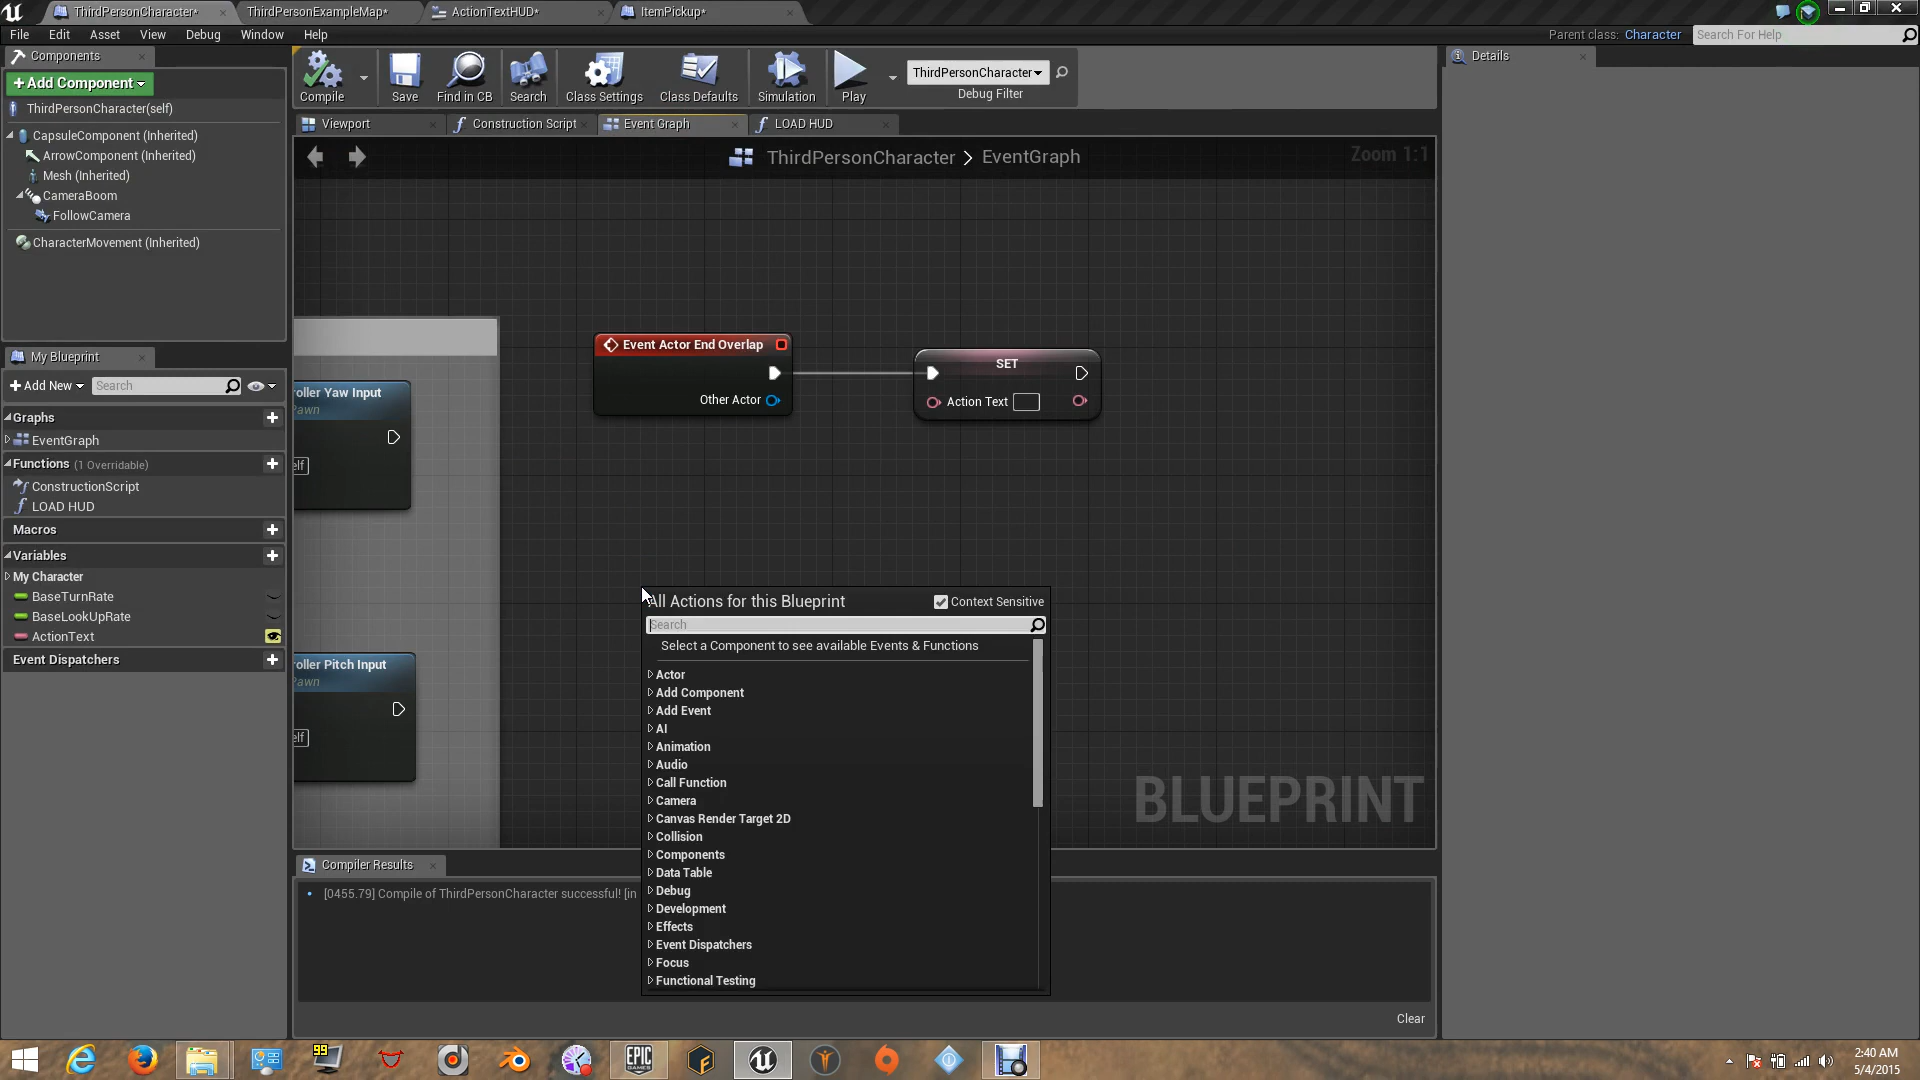 ThirdPersonCharacter*
ThirdPersonExampleMap*
ActionTextHUD*
ItemPickup*
File Edit Asset View Debug Window Help
Parent class: Character
Search For Help
Components
Details
+Add Component
Compile Save Find in CB Search Class Settings Class Defaults Simulation Play
ThirdPersonCharacter
Debug Filter
ThirdPersonCharacter(self)
CapsuleComponent (Inherited)
ArrowComponent (Inherited)
Mesh (Inherited)
CameraBoom
FollowCamera
CharacterMovement (Inherited)
Viewport
Construction Script
Event Graph
LOAD HUD
ThirdPersonCharacter > EventGraph
Zoom 1:1
My Blueprint
+Add New
Search
Graphs
EventGraph
Functions (1 Overridable)
ConstructionScript
LOAD HUD
Macros
Variables
My Character
BaseTurnRate
BaseLookUpRate
ActionText
Event Dispatchers
oller Yaw Input
Pawn
elf
oller Pitch Input
Pawn
elf
Event Actor End Overlap
Other Actor
SET
Action Text
All Actions for this Blueprint
Context Sensitive
Search
Select a Component to see available Events & Functions
Actor
Add Component
Add Event
AI
Animation
Audio
Call Function
Camera
Canvas Render Target 2D
Collision
Components
Data Table
Debug
Development
Effects
Event Dispatchers
Focus
Functional Testing
BLUEPRINT
Compiler Results
[0455.79] Compile of ThirdPersonCharacter successful! [in
Clear
99
EPIC
GAMES
2:40 AM
5/4/2015